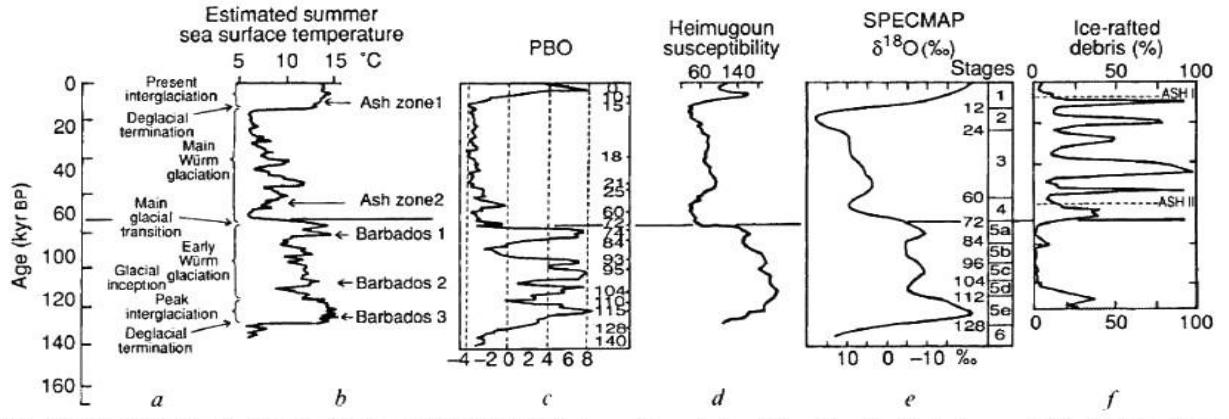 Estimated summer
sea surface temperature
5 10 15 °C
PBO
Heimugoun
susceptibility
60 140
SPECMAP
δ18O (‰)
Stages
Ice-rafted
debris (%)
0 50 100
Age (kyr BP)
0
20
40
60
80
100
120
140
160
Present
interglaciation
Deglacial
termination
Main
Würm
glaciation
Main
glacial
transition
Early
Würm
glaciation
Glacial
inception
Peak
interglaciation
Deglacial
termination
Ash zone1
Ash zone2
Barbados 1
Barbados 2
Barbados 3
0
10
15
18
21
25
60
72
74
84
93
95
104
110
115
128
140
-4 -2 0 2 4 6 8
12
24
60
72
84
96
104
112
128
1
2
3
4
5a
5b
5c
5d
5e
6
10 0 -10 ‰
ASH I
ASH II
0 50 100
a b c d e f